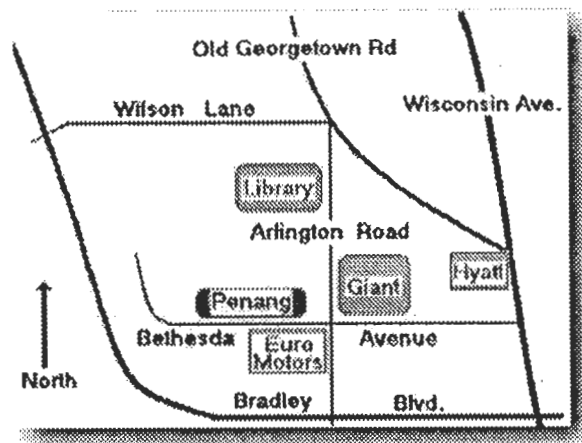 Old Georgetown Rd
Wilson Lane
Wisconsin Ave.
Library
Arlington Road
Hyatt
Giant
Penang
Bethesda Avenue
Euro
Motors
North
Bradley Blvd.